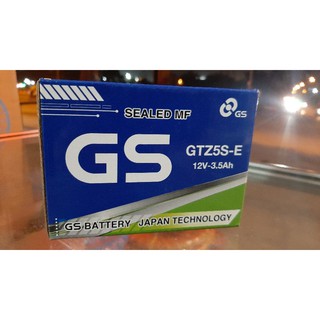 SEALED MF
GS
GS
GTZ5S-E
12V-3.5Ah
GS BATTERY JAPAN TECHNOLOGY